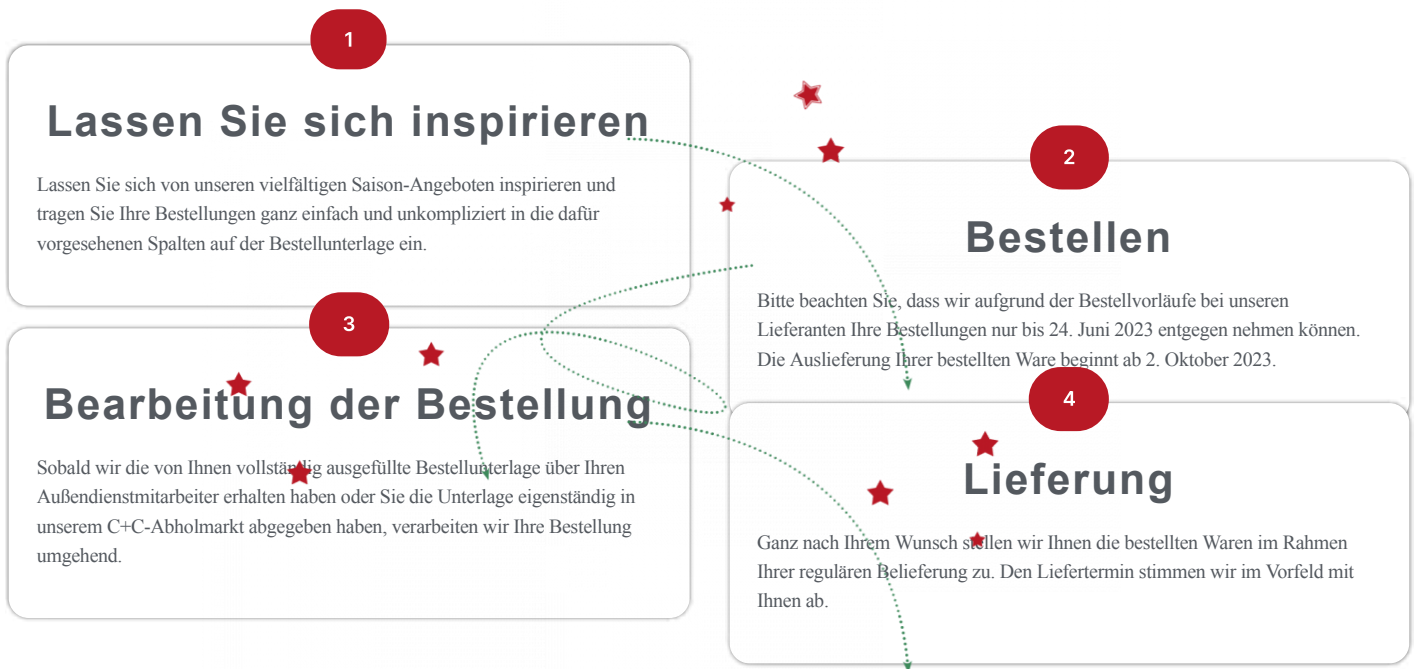 1
Lassen Sie sich inspirieren
Lassen Sie sich von unseren vielfältigen Saison-Angeboten inspirieren und
tragen Sie Ihre Bestellungen ganz einfach und unkompliziert in die dafür
vorgesehenen Spalten auf der Bestellunterlage ein.
2
Bestellen
Bitte beachten Sie, dass wir aufgrund der Bestellvorläufe bei unseren
Lieferanten Ihre Bestellungen nur bis 24. Juni 2023 entgegen nehmen können.
Die Auslieferung Ihrer bestellten Ware beginnt ab 2. Oktober 2023.
3
Bearbeitung der Bestellung
Sobald wir die von Ihnen vollständig ausgefüllte Bestellunterlage über Ihren
Außendienstmitarbeiter erhalten haben oder Sie die Unterlage eigenständig in
unserem C+C-Abholmarkt abgegeben haben, verarbeiten wir Ihre Bestellung
umgehend.
4
Lieferung
Ganz nach Ihrem Wunsch stellen wir Ihnen die bestellten Waren im Rahmen
Ihrer regulären Belieferung zu. Den Liefertermin stimmen wir im Vorfeld mit
Ihnen ab.